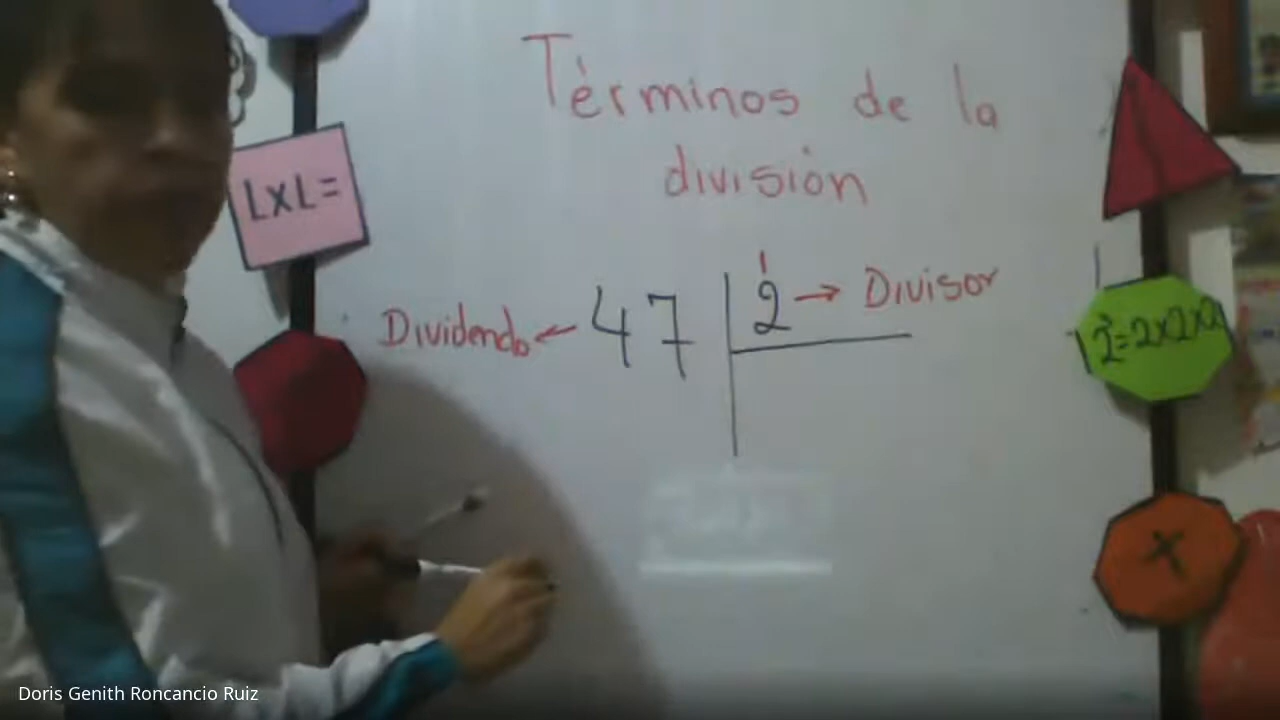 Términos de la
división
LxL=
47 2 → Divisor
Dividendo ←
2³=2x2x2
x
Doris Genith Roncancio Ruiz